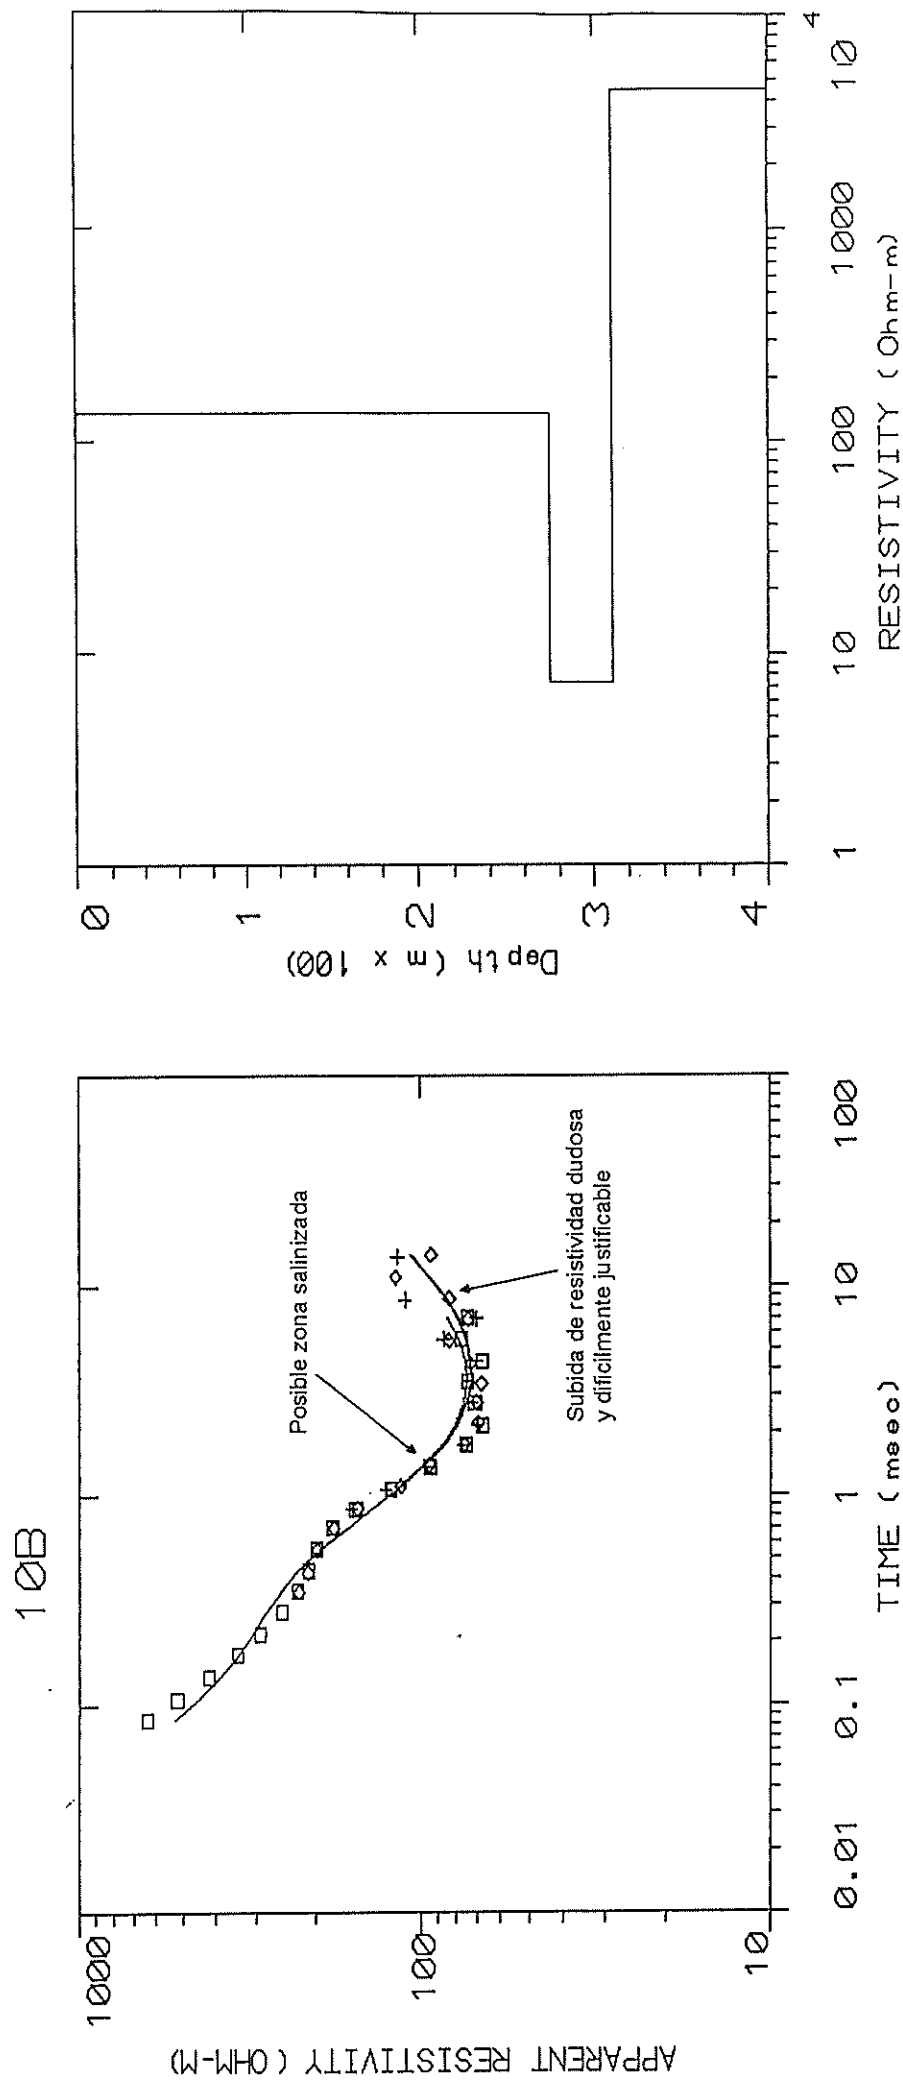 10B
APPARENT RESISTIVITY (OHM-M)
1000
100
10
Posible zona salinizada
Subida de resistividad dudosa
y dificilmente justificable
0.01 0.1 1 10 100
TIME (msec)
Depth (m x 100)
0
1
2
3
4
1 10 100 1000 10 4
RESISTIVITY (Ohm-m)